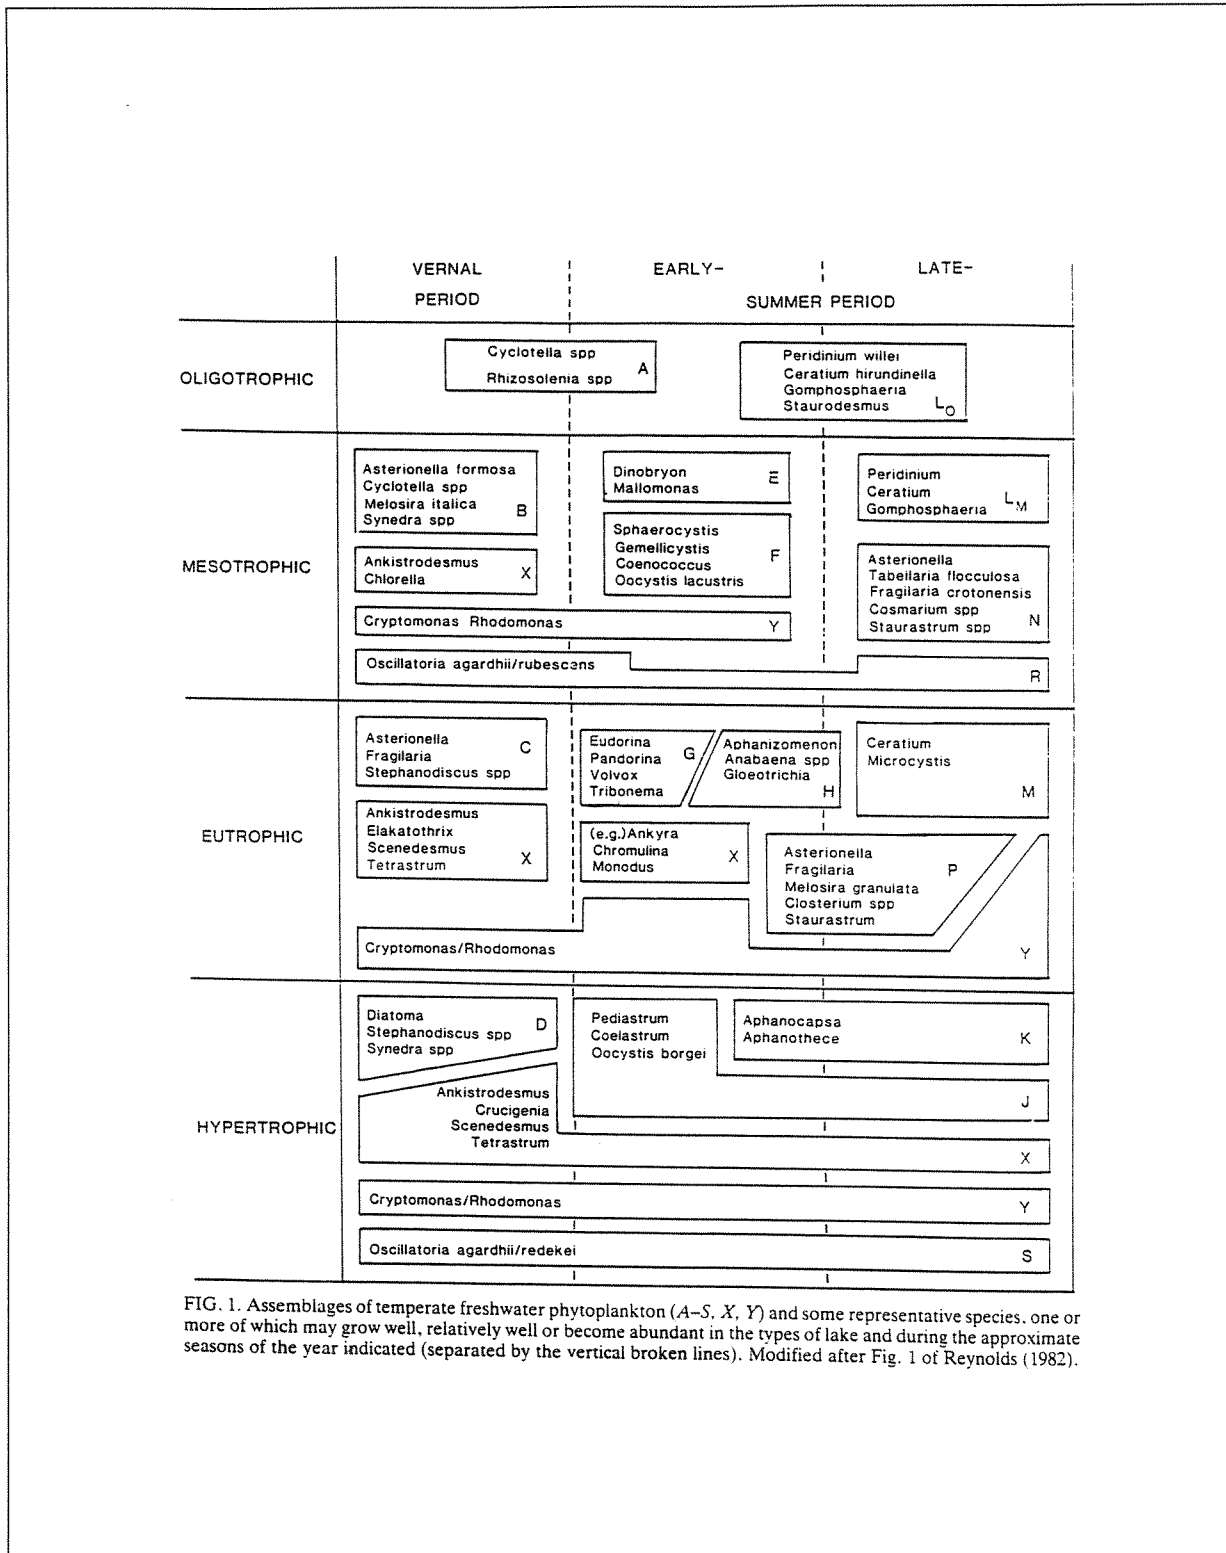 VERNAL
PERIOD
EARLY-
LATE-
SUMMER PERIOD
OLIGOTROPHIC
Cyclotella spp
Rhizosolenia spp
A
Peridinium willei
Ceratium hirundinella
Gomphosphaeria
Staurodesmus
LO
MESOTROPHIC
Asterionella formosa
Cyclotella spp
Melosira italica
Synedra spp
B
Ankistrodesmus
Chlorella
X
Dinobryon
Mallomonas
E
Sphaerocystis
Gemellicystis
Coenococcus
Oocystis lacustris
F
Peridinium
Ceratium
Gomphosphaeria
LM
Asterionella
Tabellaria flocculosa
Fragilaria crotonensis
Cosmarium spp
Staurastrum spp
N
Cryptomonas Rhodomonas
Y
Oscillatoria agardhii/rubescens
R
EUTROPHIC
Asterionella
Fragilaria
Stephanodiscus spp
C
Ankistrodesmus
Elakatothrix
Scenedesmus
Tetrastrum
X
Eudorina
Pandorina
Volvox
Tribonema
G
Aphanizomenon
Anabaena spp
Gloeotrichia
H
Ceratium
Microcystis
M
(e.g.)Ankyra
Chromulina
Monodus
X
Asterionella
Fragilaria
Melosira granulata
Closterium spp
Staurastrum
P
Cryptomonas/Rhodomonas
Y
HYPERTROPHIC
Diatoma
Stephanodiscus spp
Synedra spp
D
Pediastrum
Coelastrum
Oocystis borgei
J
Aphanocapsa
Aphanothece
K
Ankistrodesmus
Crucigenia
Scenedesmus
Tetrastrum
X
Cryptomonas/Rhodomonas
Y
Oscillatoria agardhii/redekei
S
FIG. 1. Assemblages of temperate freshwater phytoplankton (A–S, X, Y) and some representative species, one or
more of which may grow well, relatively well or become abundant in the types of lake and during the approximate
seasons of the year indicated (separated by the vertical broken lines). Modified after Fig. 1 of Reynolds (1982).